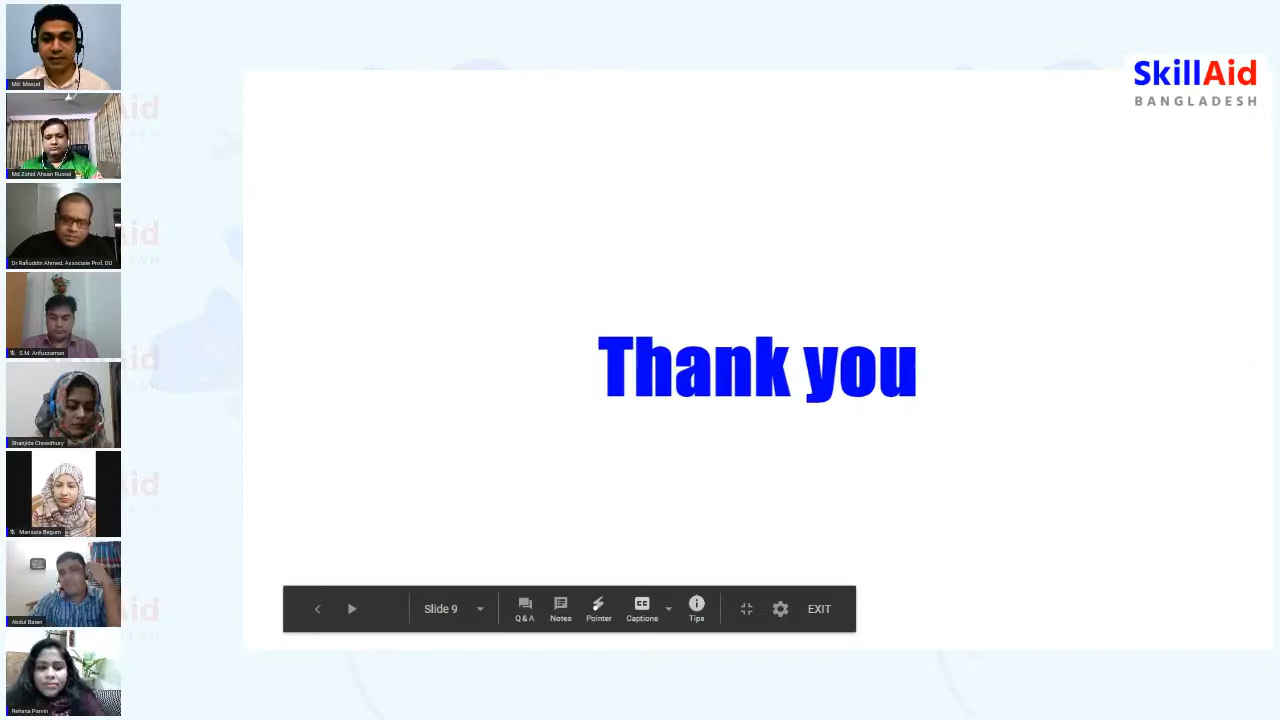 Md. Masud
Md Zahid Ahsan Russel
Dr Rafiuddin Ahmed, Associate Prof, DU
S.M. Arifuzzaman
Shanjida Chowdhury
Mansura Begum
Abdul Baten
Rehana Parvin
SkillAid
BANGLADESH
Thank you
Slide 9
Q & A
Notes
Pointer
Captions
Tips
EXIT